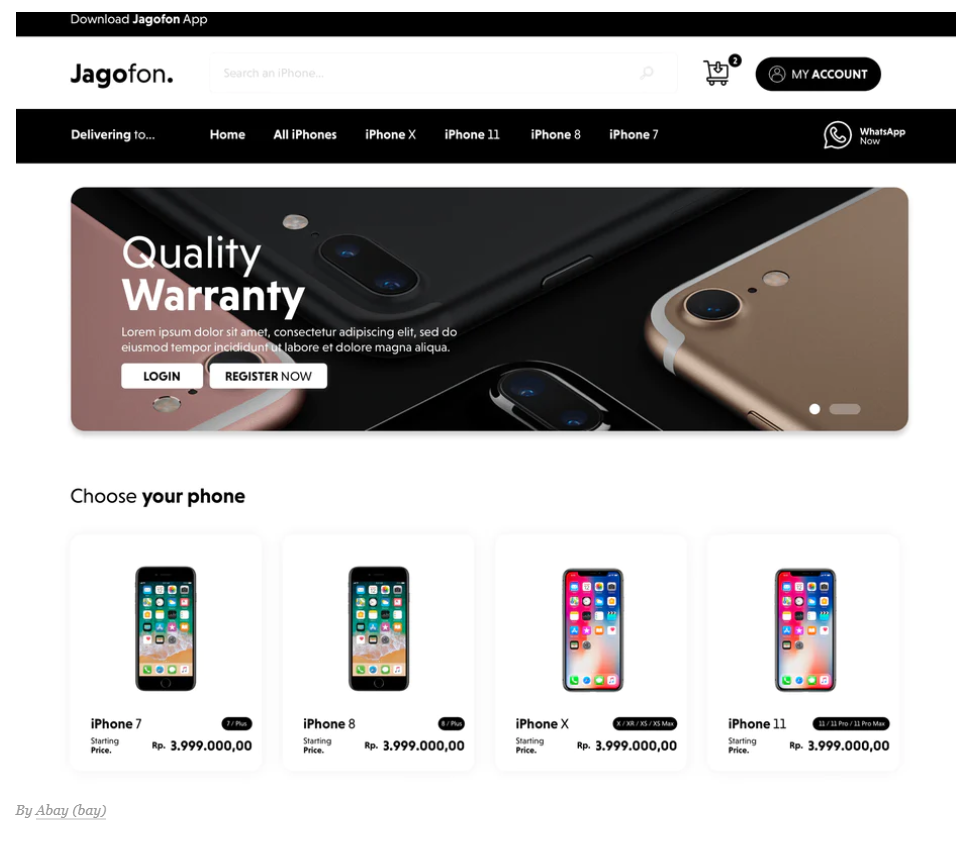 Download Jagofon App
Jagofon.
Search an iPhone...
2
MY ACCOUNT
Delivering to...
Home
All iPhones
iPhone X
iPhone 11
iPhone 8
iPhone 7
WhatsApp
Now
Quality
Warranty
Lorem ipsum dolor sit amet, consectetur adipiscing elit, sed do
eiusmod tempor incididunt ut labore et dolore magna aliqua.
LOGIN
REGISTER NOW
Choose your phone
iPhone 7
7 / Plus
Starting
Price.
Rp. 3.999.000,00
iPhone 8
8 / Plus
Starting
Price.
Rp. 3.999.000,00
iPhone X
X / XR / XS / XS Max
Starting
Price.
Rp. 3.999.000,00
iPhone 11
11 / 11 Pro / 11 Pro Max
Starting
Price.
Rp. 3.999.000,00
By Abay (bay)